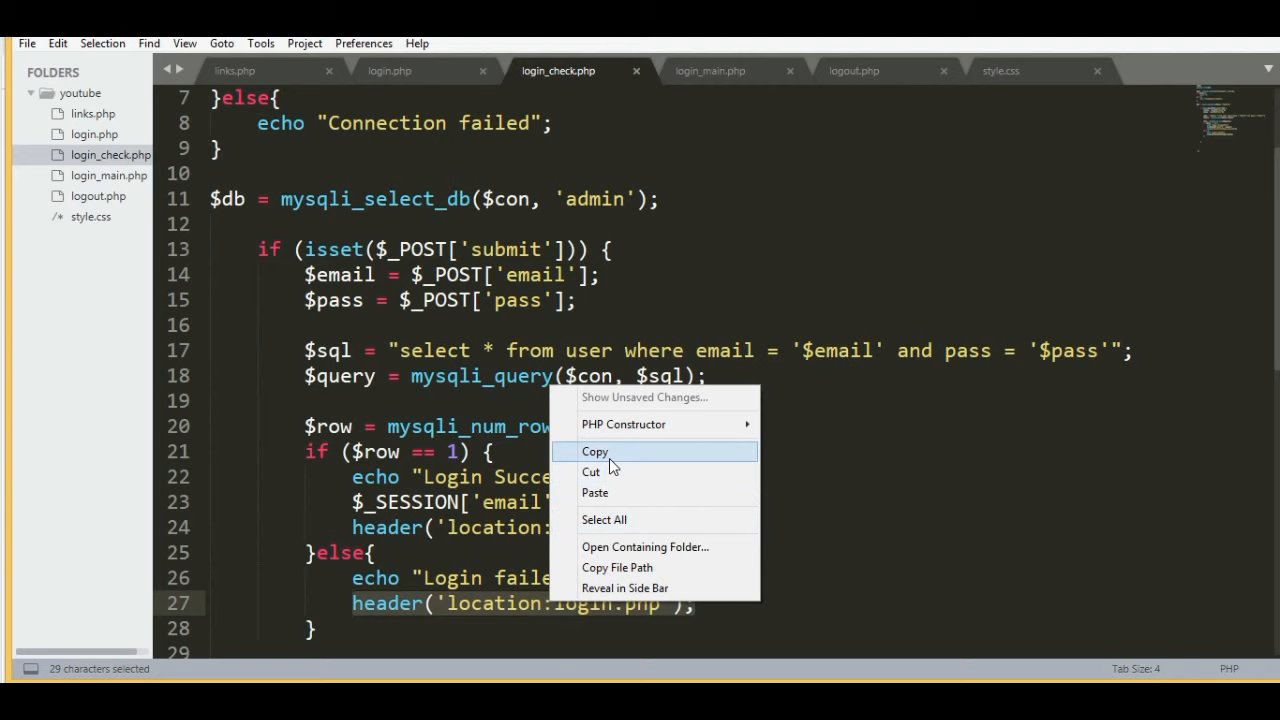 File Edit Selection Find View Goto Tools Project Preferences Help
FOLDERS
youtube
links.php
login.php
login_check.php
login_main.php
logout.php
/* style.css
links.php × login.php × login_check.php × login_main.php × logout.php × style.css ×
7 }else{
8 echo "Connection failed";
9 }
10
11 $db = mysqli_select_db($con, 'admin');
12
13 if (isset($_POST['submit'])) {
14 $email = $_POST['email'];
15 $pass = $_POST['pass'];
16
17 $sql = "select * from user where email = '$email' and pass = '$pass'";
18 $query = mysqli_query($con, $sql);
19
20 $row = mysqli_num_row
21 if ($row == 1) {
22 echo "Login Succe
23 $_SESSION['email'
24 header('location:
25 }else{
26 echo "Login faile
27 header('location:login.php');
28 }
29
Show Unsaved Changes...
PHP Constructor
Copy
Cut
Paste
Select All
Open Containing Folder...
Copy File Path
Reveal in Side Bar
29 characters selected
Tab Size: 4
PHP